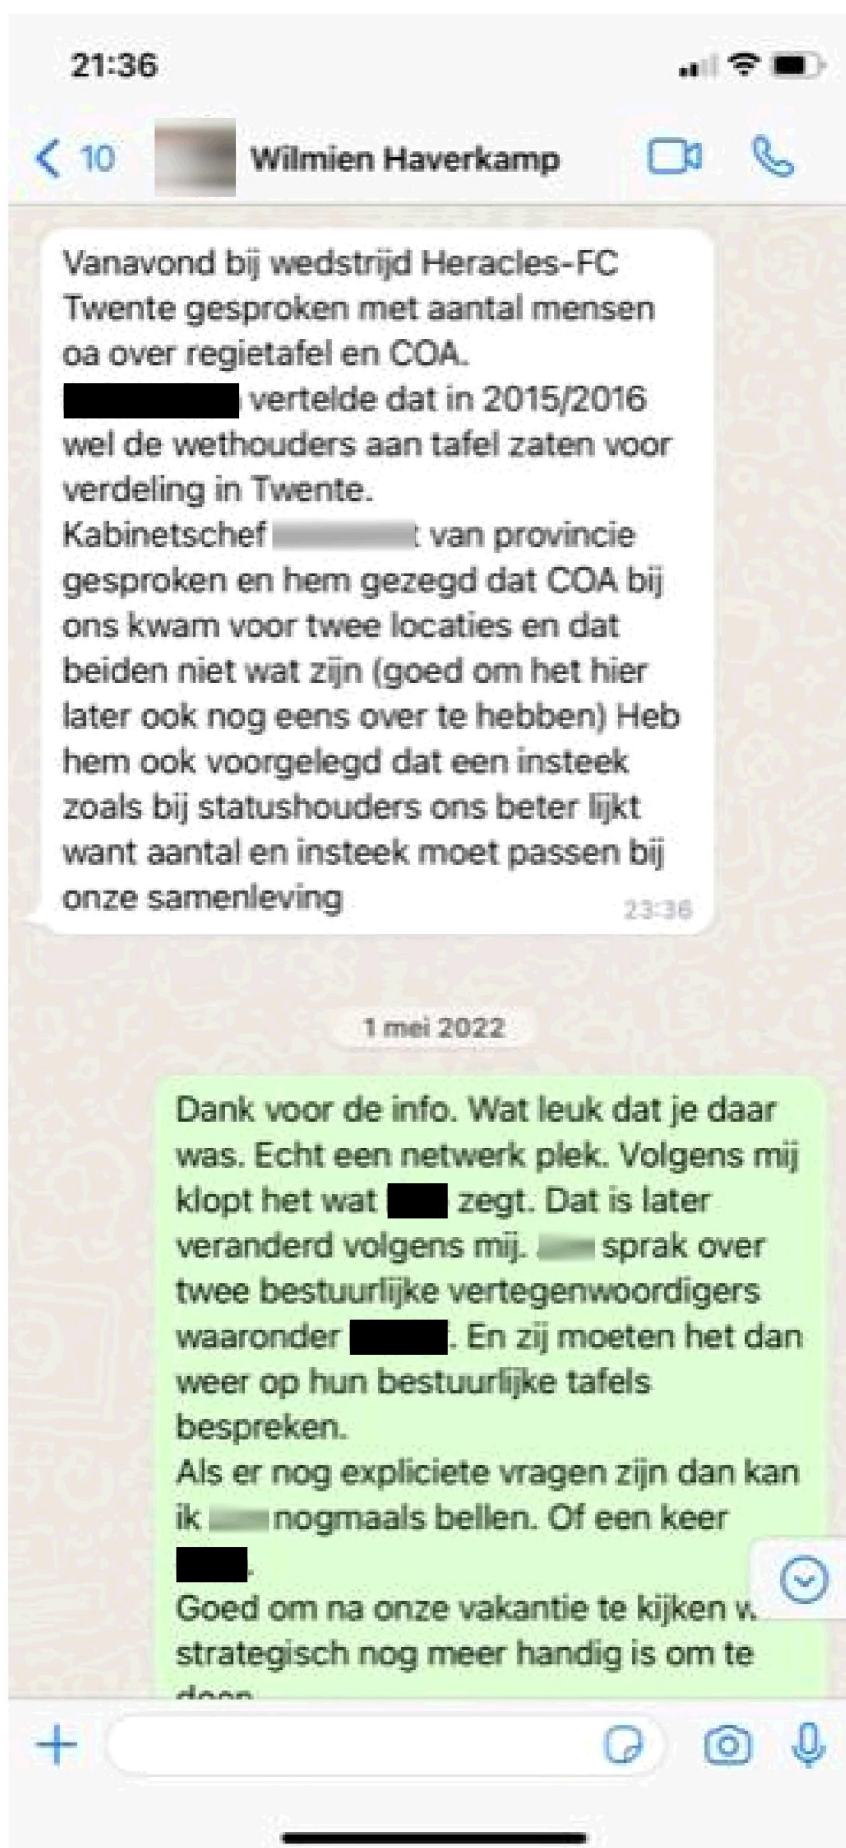 21:36
10
Wilmien Haverkamp
Vanavond bij wedstrijd Heracles-FC
Twente gesproken met aantal mensen
oa over regietafel en COA.
vertelde dat in 2015/2016
wel de wethouders aan tafel zaten voor
verdeling in Twente.
Kabinetschef van provincie
gesproken en hem gezegd dat COA bij
ons kwam voor twee locaties en dat
beiden niet wat zijn (goed om het hier
later ook nog eens over te hebben) Heb
hem ook voorgelegd dat een insteek
zoals bij statushouders ons beter lijkt
want aantal en insteek moet passen bij
onze samenleving
23:36
1 mei 2022
Dank voor de info. Wat leuk dat je daar
was. Echt een netwerk plek. Volgens mij
klopt het wat zegt. Dat is later
veranderd volgens mij. sprak over
twee bestuurlijke vertegenwoordigers
waaronder . En zij moeten het dan
weer op hun bestuurlijke tafels
bespreken.
Als er nog expliciete vragen zijn dan kan
ik nogmaals bellen. Of een keer
.
Goed om na onze vakantie te kijken
strategisch nog meer handig is om te
doen